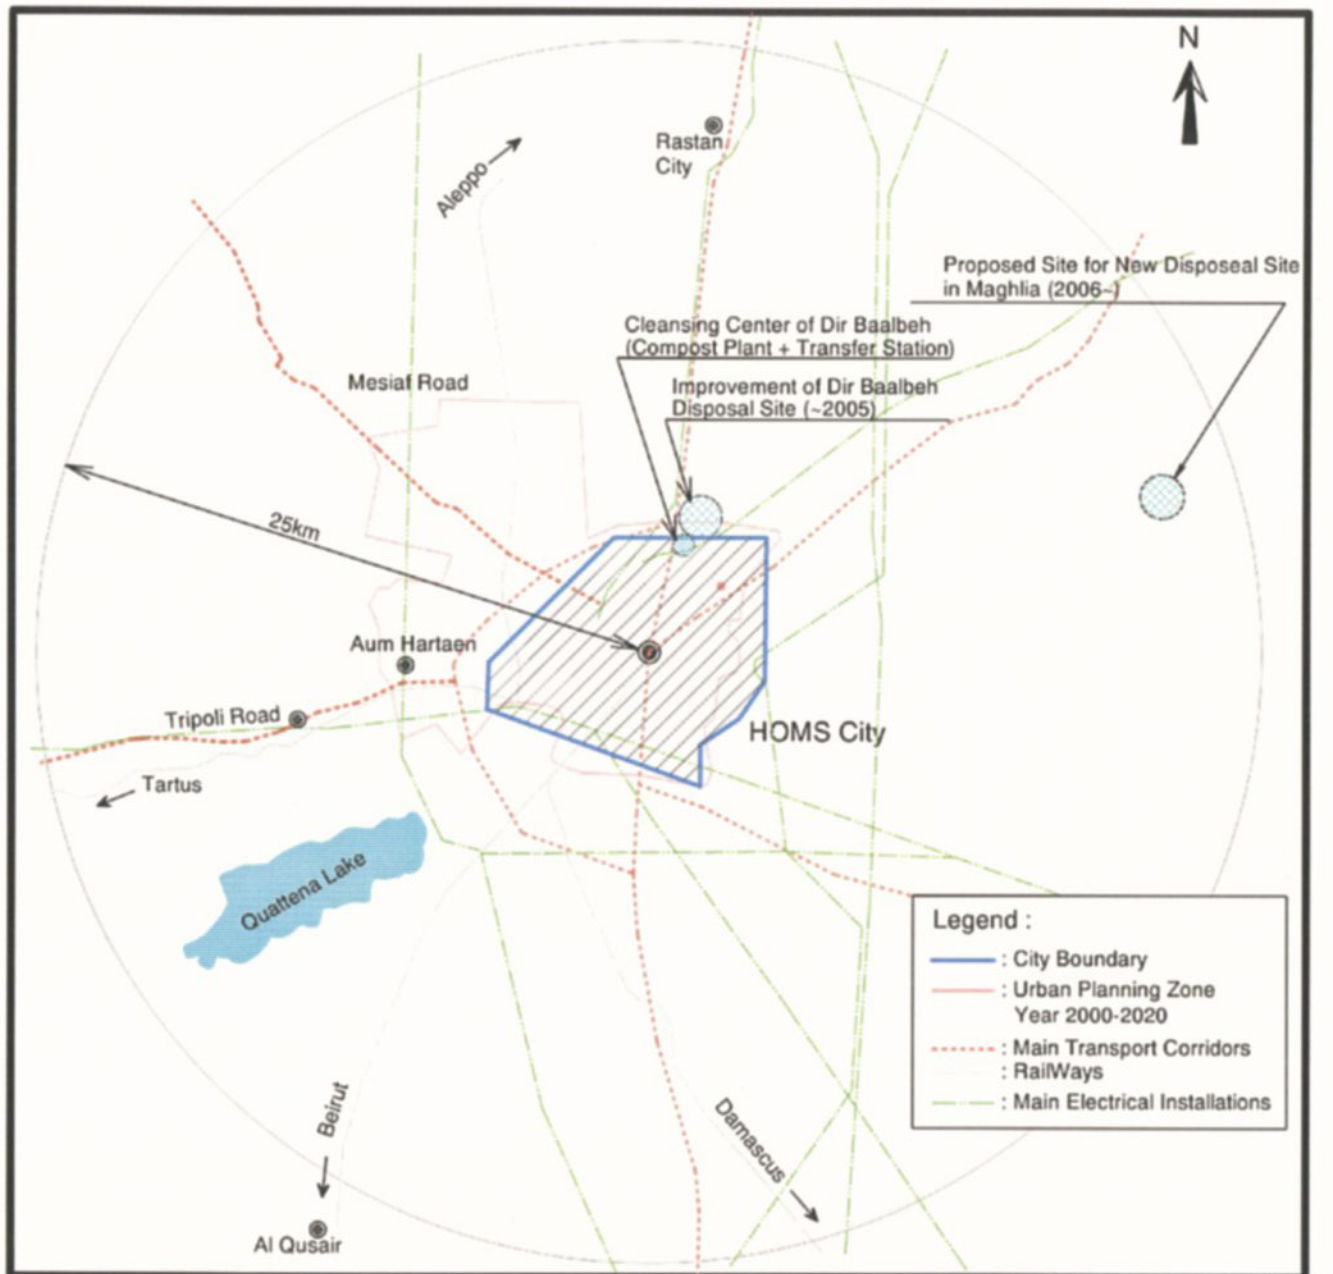 N
Rastan
City
Aleppo
Proposed Site for New Disposeal Site
in Maghlia (2006~)
Cleansing Center of Dir Baalbeh
(Compost Plant + Transfer Station)
Mesiaf Road
Improvement of Dir Baalbeh
Disposal Site (~2005)
25km
Aum Hartaen
Tripoli Road
HOMS City
Tartus
Quattena Lake
Legend :
: City Boundary
: Urban Planning Zone
Year 2000-2020
: Main Transport Corridors
: RailWays
: Main Electrical Installations
Beirut
Damascus
Al Qusair